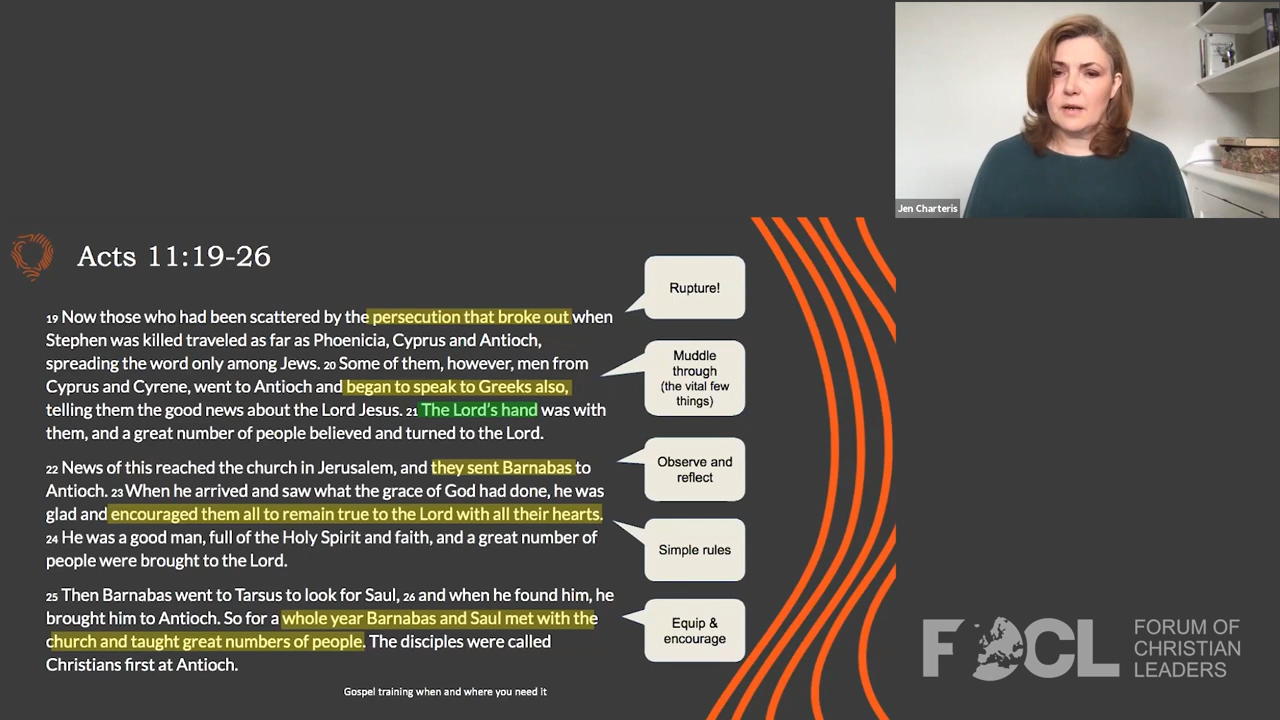 Jen Charteris
Acts 11:19-26
19 Now those who had been scattered by the persecution that broke out when
Stephen was killed traveled as far as Phoenicia, Cyprus and Antioch,
spreading the word only among Jews. 20 Some of them, however, men from
Cyprus and Cyrene, went to Antioch and began to speak to Greeks also,
telling them the good news about the Lord Jesus. 21 The Lord's hand was with
them, and a great number of people believed and turned to the Lord.
22 News of this reached the church in Jerusalem, and they sent Barnabas to
Antioch. 23 When he arrived and saw what the grace of God had done, he was
glad and encouraged them all to remain true to the Lord with all their hearts.
24 He was a good man, full of the Holy Spirit and faith, and a great number of
people were brought to the Lord.
25 Then Barnabas went to Tarsus to look for Saul, 26 and when he found him, he
brought him to Antioch. So for a whole year Barnabas and Saul met with the
church and taught great numbers of people. The disciples were called
Christians first at Antioch.
Rupture!
Muddle
through
(the vital few
things)
Observe and
reflect
Simple rules
Equip &
encourage
Gospel training when and where you need it
FOCL
FORUM OF
CHRISTIAN
LEADERS